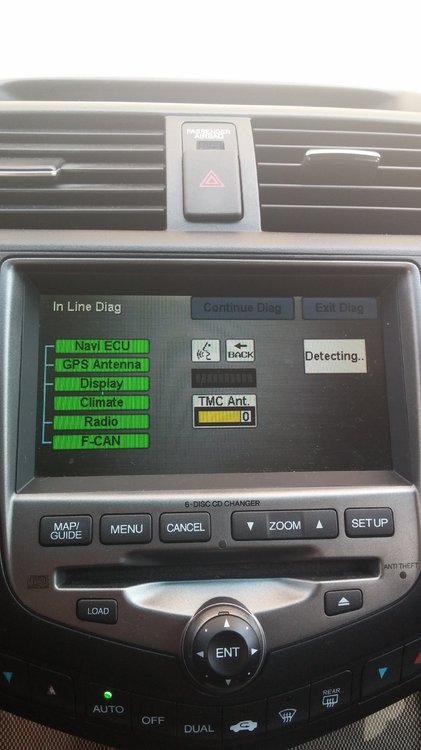 PASSENGER
AIRBAG
In Line Diag
Continue Diag
Exit Diag
Navi ECU
GPS Antenna
Display
Climate
Radio
F-CAN
BACK
Detecting..
TMC Ant.
0
6-DISC CD CHANGER
MAP/
GUIDE
MENU
CANCEL
ZOOM
SET UP
ANTI THEFT
LOAD
ENT
AUTO
OFF
DUAL
REAR